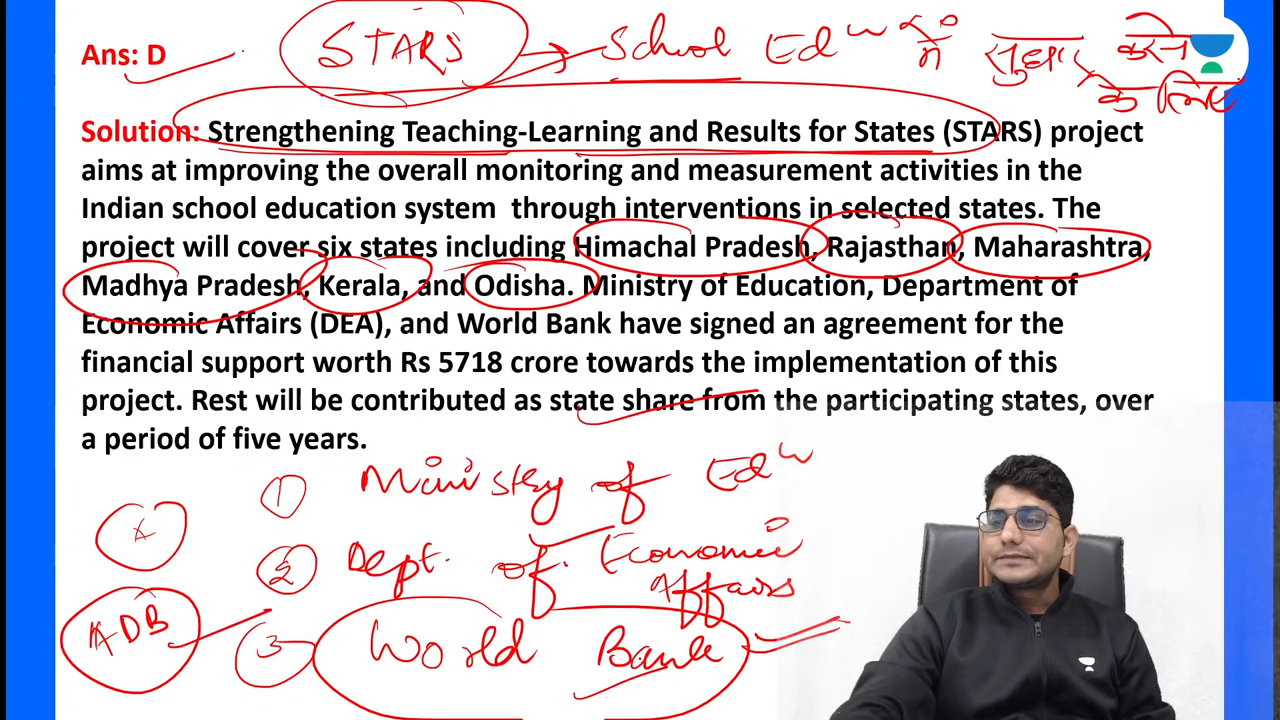 Ans: D
STARS → School Edⁿ को सुधार करने के लिए
Solution: Strengthening Teaching-Learning and Results for States (STARS) project
aims at improving the overall monitoring and measurement activities in the
Indian school education system through interventions in selected states. The
project will cover six states including Himachal Pradesh, Rajasthan, Maharashtra,
Madhya Pradesh, Kerala, and Odisha. Ministry of Education, Department of
Economic Affairs (DEA), and World Bank have signed an agreement for the
financial support worth Rs 5718 crore towards the implementation of this
project. Rest will be contributed as state share from the participating states, over
a period of five years.
① Ministry of Edⁿ
② Dept. of Economic
Affairs
ADB
③ World Bank